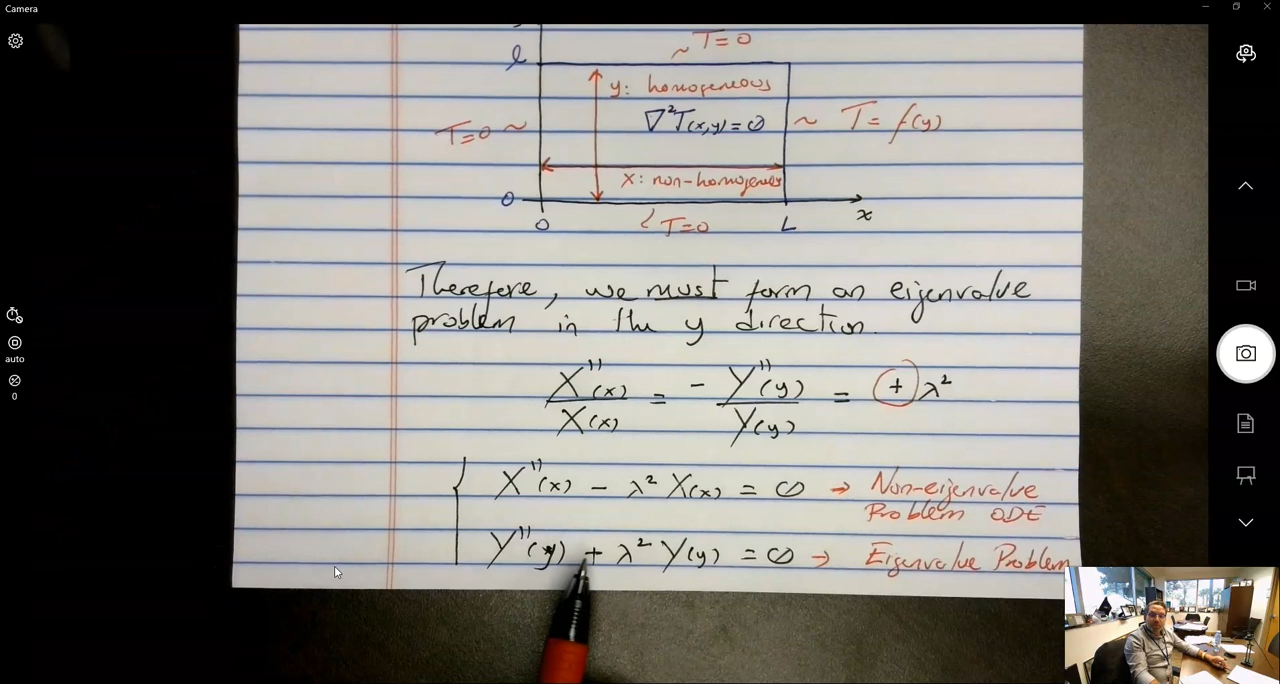 Camera
l
~ T=0
y: homogeneous
∇²T(x,y)=0
T=0 ~
~ T= f(y)
x: non-homogeneous
0
0
T=0
L
x
Therefore, we must form an eigenvalue
problem in the y direction.
X''(x)/X(x) = - Y''(y)/Y(y) = + λ²
X''(x) - λ² X(x) = 0 → Non-eigenvalue
Problem ODE
Y''(y) + λ² Y(y) = 0 → Eigenvalue Problem
auto
0